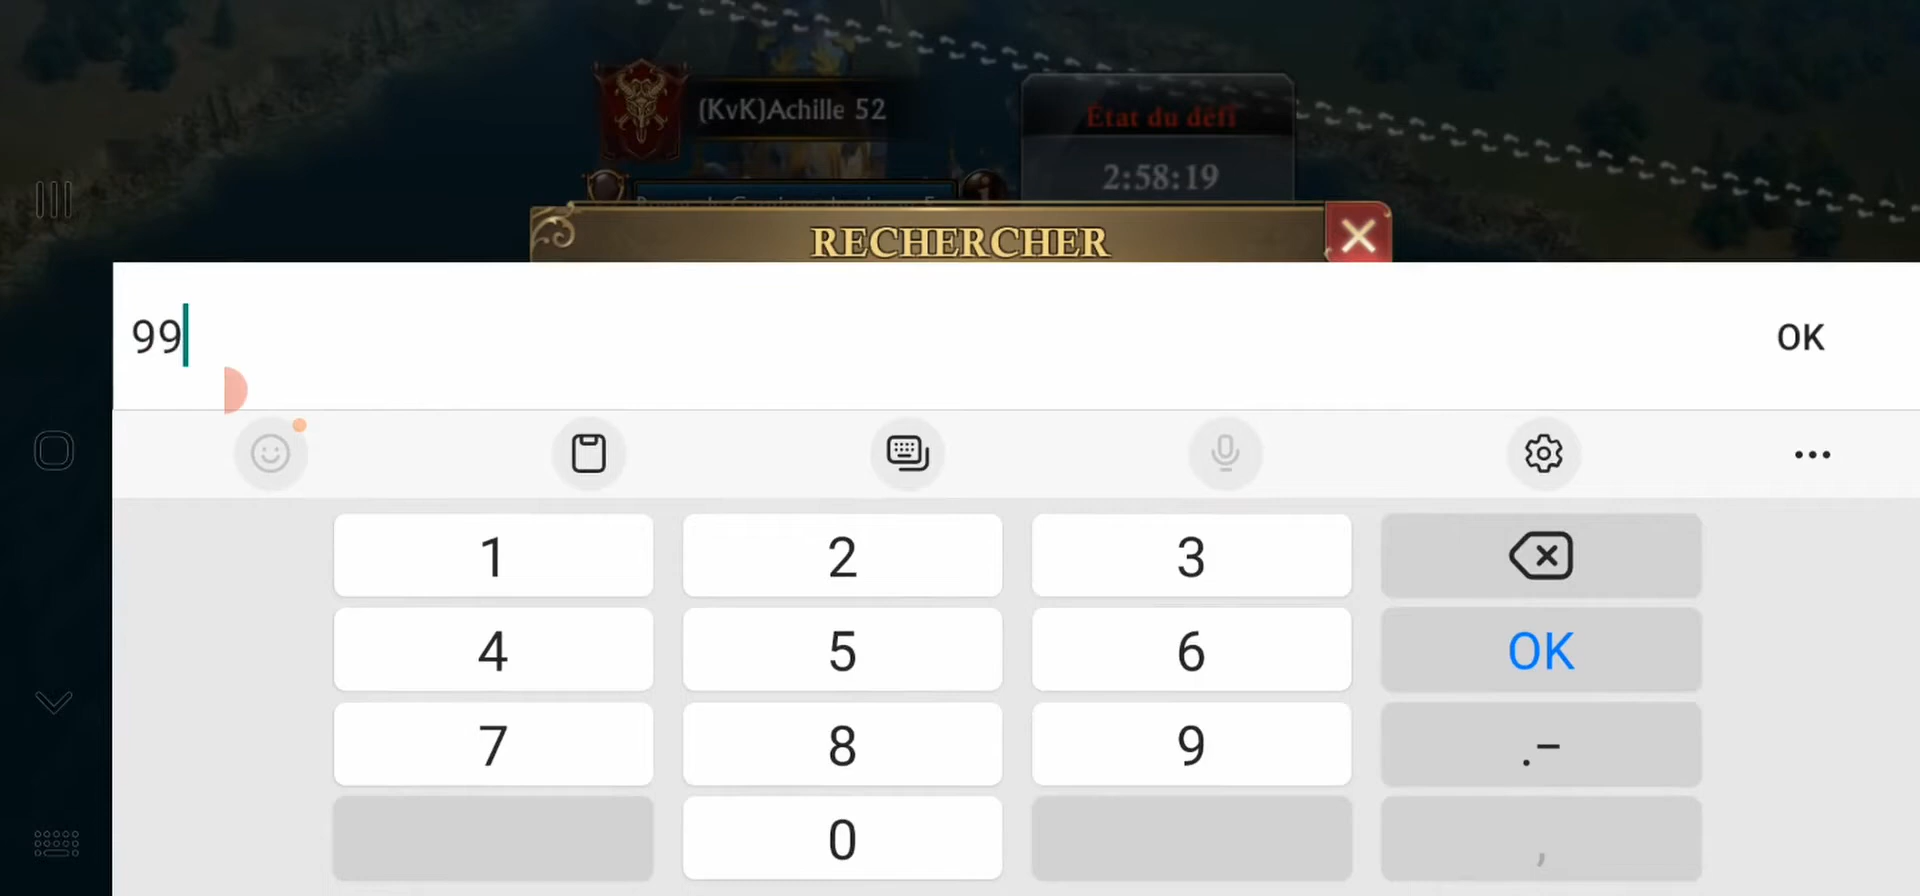 (KvK)Achille 52
État du défi
2:58:19
RECHERCHER
99
OK
1 2 3
4 5 6 OK
7 8 9 .-
0 ,